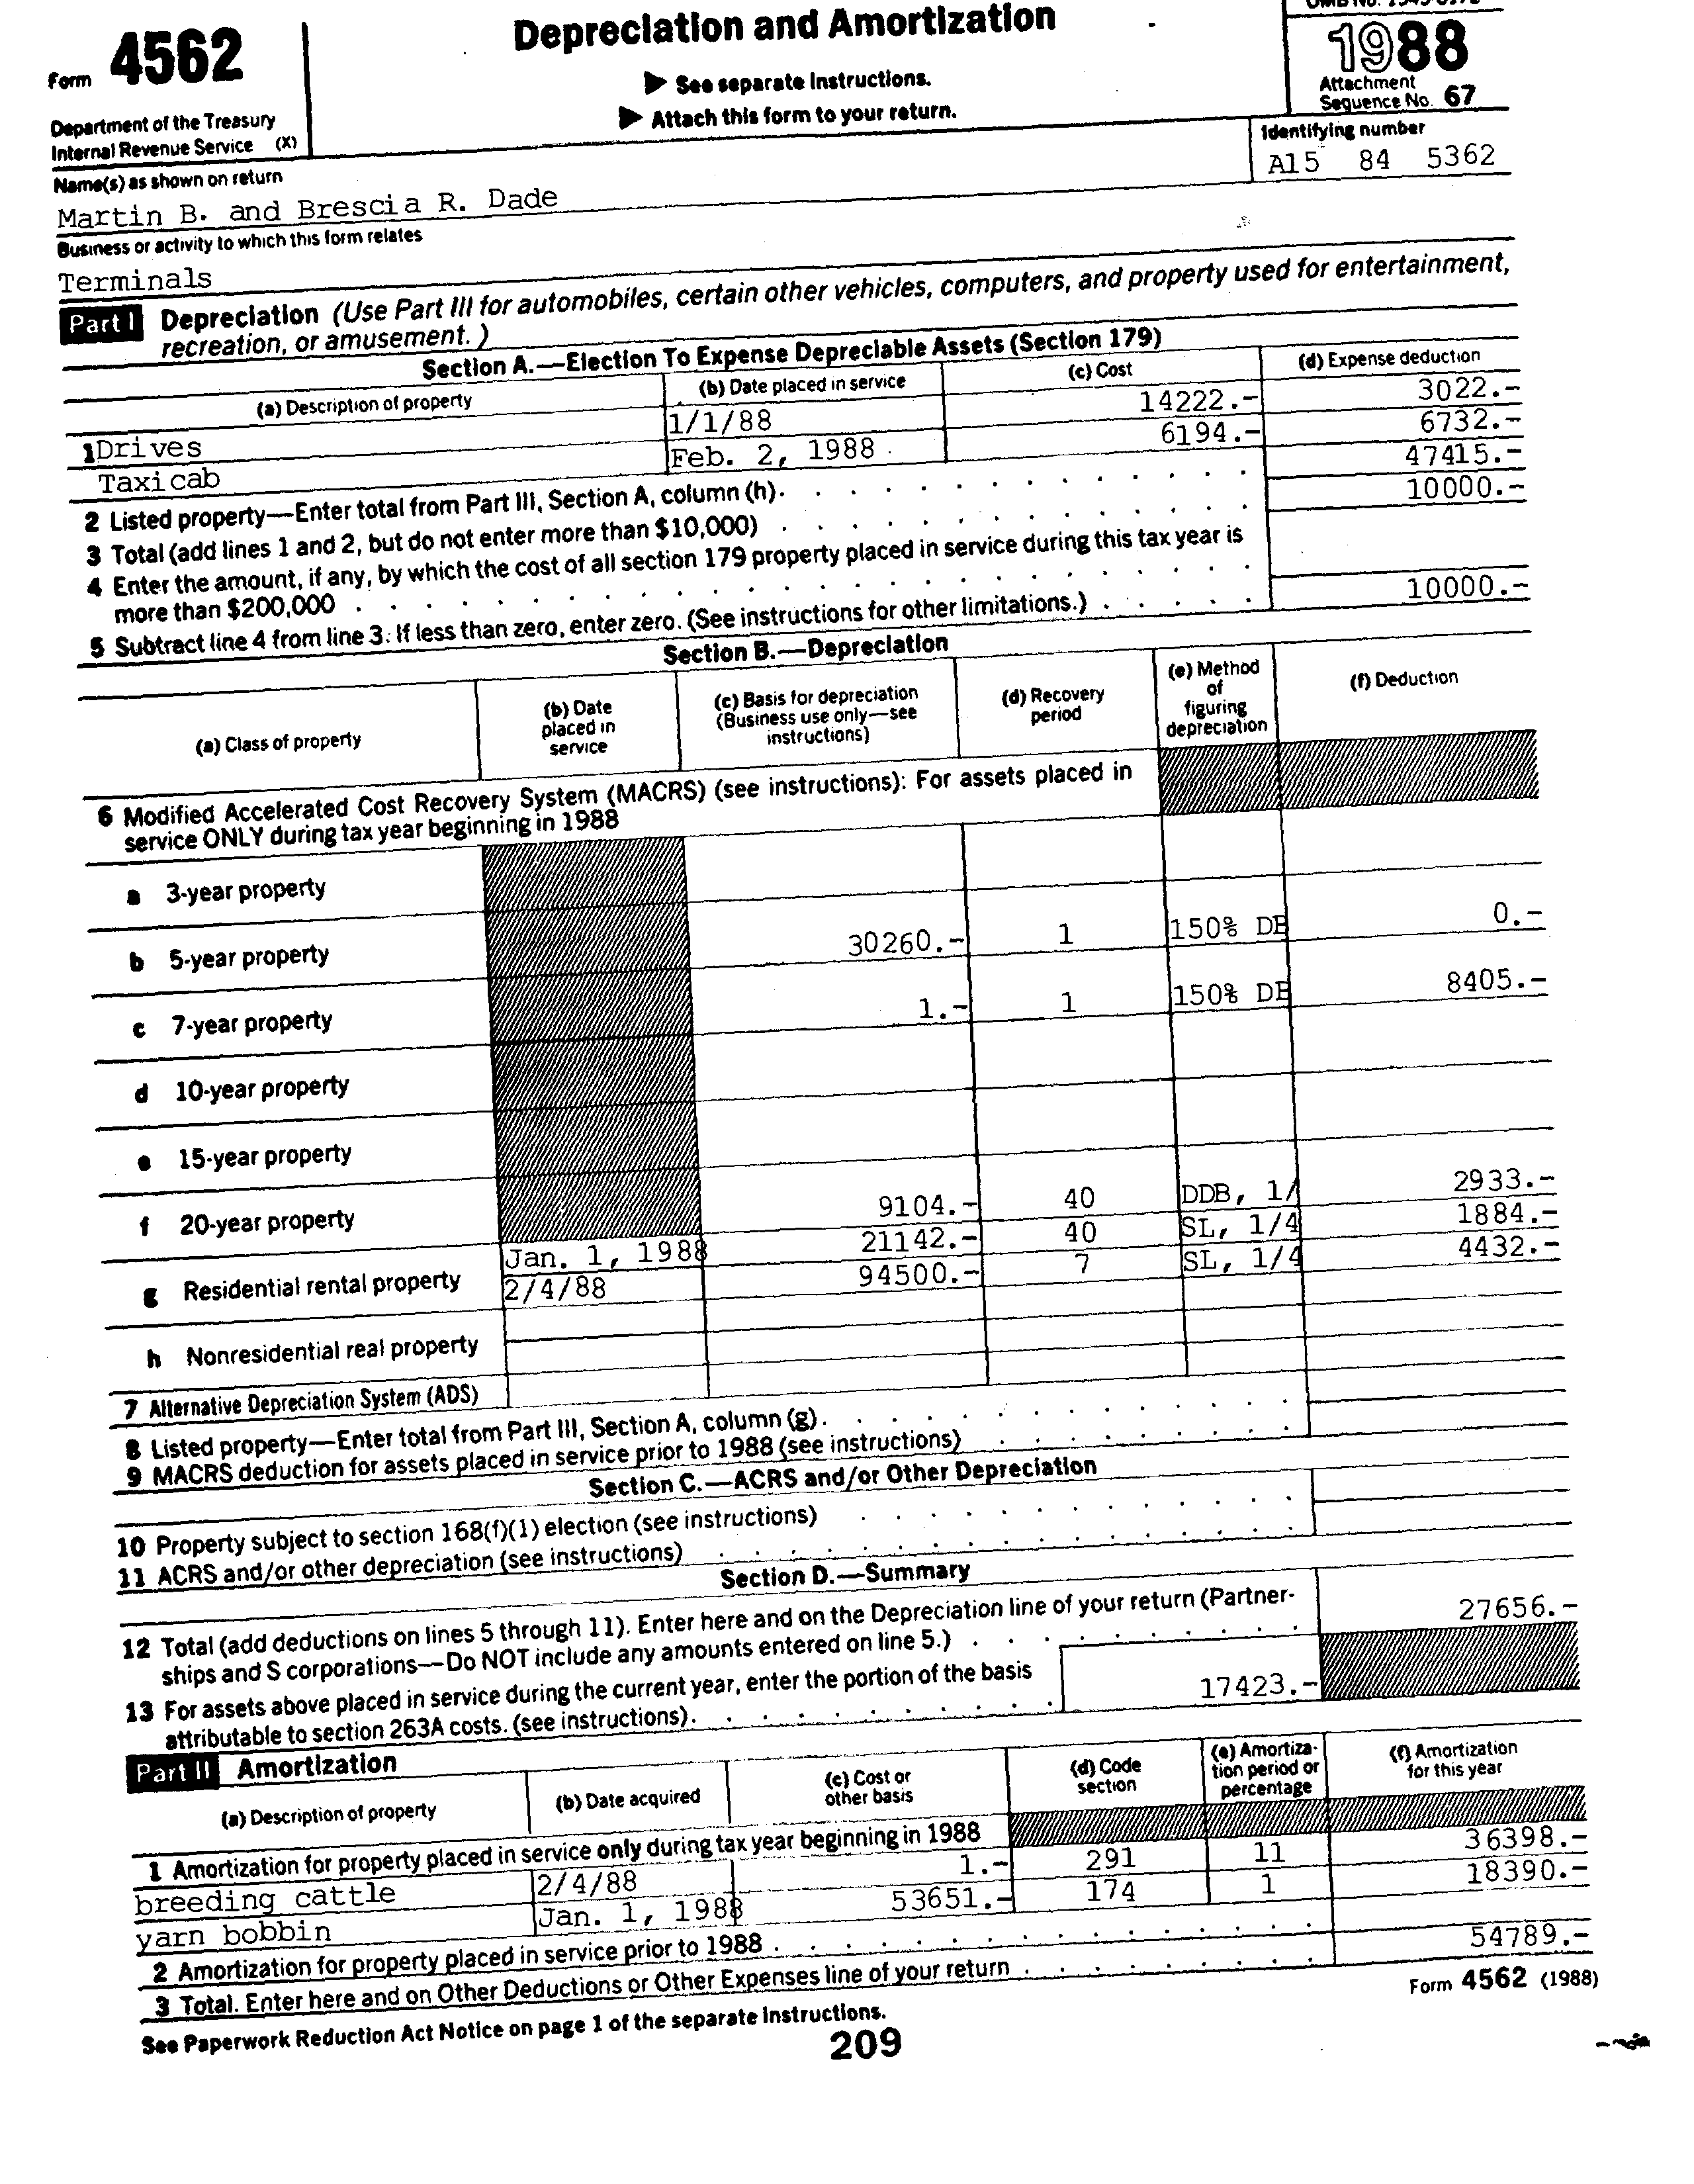 Form 4562
Department of the Treasury
Internal Revenue Service (X)
Depreciation and Amortization
▶ See separate Instructions.
▶ Attach this form to your return.
1988
Attachment
Sequence No. 67
Name(s) as shown on return
Martin B. and Brescia R. Dade
Identifying number
A15 84 5362
Business or activity to which this form relates
Terminals
Part I Depreciation (Use Part III for automobiles, certain other vehicles, computers, and property used for entertainment,
recreation, or amusement.)
Section A.—Election To Expense Depreciable Assets (Section 179)
(a) Description of property (b) Date placed in service (c) Cost (d) Expense deduction
1 Drives 1/1/88 14222.- 3022.-
Taxicab Feb. 2, 1988 6194.- 6732.-
2 Listed property—Enter total from Part III, Section A, column (h). 47415.-
3 Total (add lines 1 and 2, but do not enter more than $10,000) 10000.-
4 Enter the amount, if any, by which the cost of all section 179 property placed in service during this tax year is
more than $200,000
5 Subtract line 4 from line 3. If less than zero, enter zero. (See instructions for other limitations.) 10000.-
Section B.—Depreciation
(a) Class of property
(b) Date
placed in
service
(c) Basis for depreciation
(Business use only—see
instructions)
(d) Recovery
period
(e) Method
of
figuring
depreciation
(f) Deduction
6 Modified Accelerated Cost Recovery System (MACRS) (see instructions): For assets placed in
service ONLY during tax year beginning in 1988
a 3-year property
b 5-year property 30260.- 1 150% DB 0.-
c 7-year property 1.- 1 150% DB 8405.-
d 10-year property
e 15-year property
f 20-year property 9104.- 40 DDB, 1/ 2933.-
g Residential rental property Jan. 1, 1988 21142.- 40 SL, 1/4 1884.-
2/4/88 94500.- 7 SL, 1/4 4432.-
h Nonresidential real property
7 Alternative Depreciation System (ADS)
8 Listed property—Enter total from Part III, Section A, column (g).
9 MACRS deduction for assets placed in service prior to 1988 (see instructions)
Section C.—ACRS and/or Other Depreciation
10 Property subject to section 168(f)(1) election (see instructions)
11 ACRS and/or other depreciation (see instructions)
Section D.—Summary
12 Total (add deductions on lines 5 through 11). Enter here and on the Depreciation line of your return (Partner-
ships and S corporations—Do NOT include any amounts entered on line 5.) 27656.-
13 For assets above placed in service during the current year, enter the portion of the basis
attributable to section 263A costs. (see instructions). 17423.-
Part II Amortization
(a) Description of property
(b) Date acquired
(c) Cost or
other basis
(d) Code
section
(e) Amortiza-
tion period or
percentage
(f) Amortization
for this year
1 Amortization for property placed in service only during tax year beginning in 1988
breeding cattle 2/4/88 1.- 291 11 36398.-
yarn bobbin Jan. 1, 1988 53651.- 174 1 18390.-
2 Amortization for property placed in service prior to 1988
3 Total. Enter here and on Other Deductions or Other Expenses line of your return 54789.-
See Paperwork Reduction Act Notice on page 1 of the separate Instructions.
Form 4562 (1988)
209